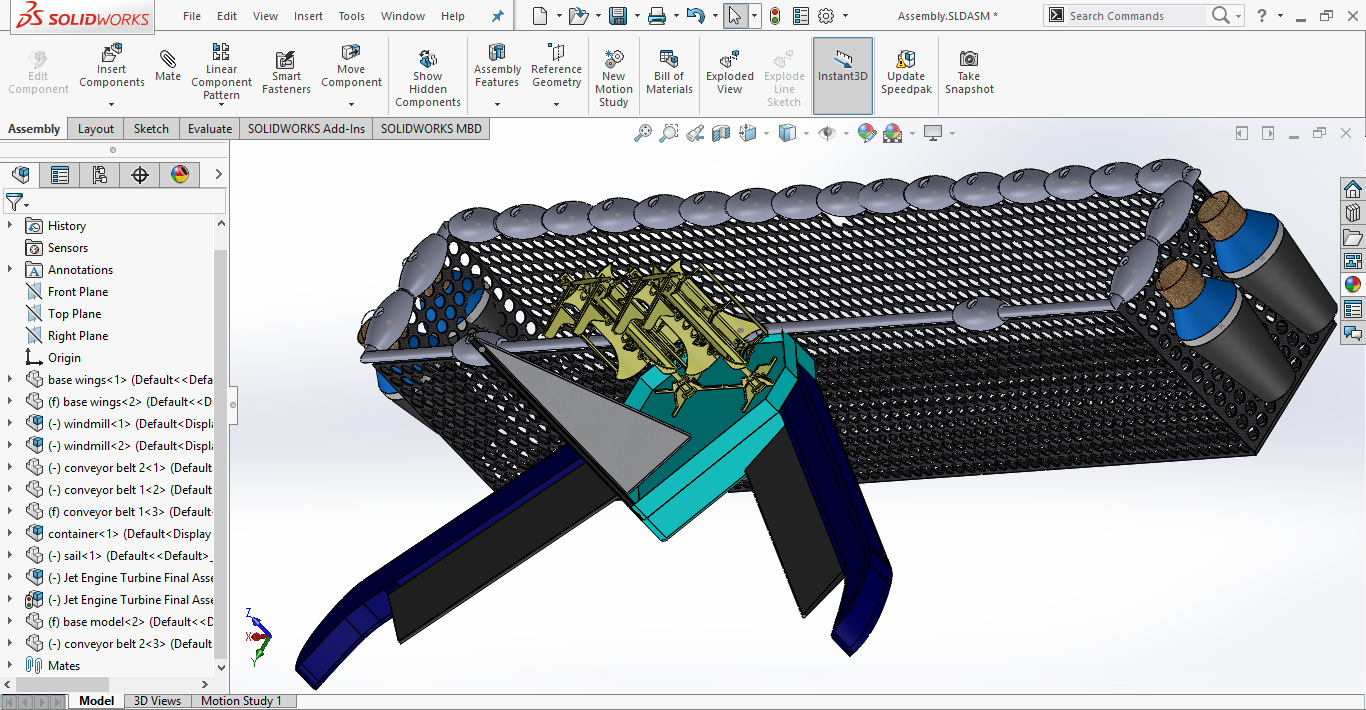 SOLIDWORKS
File Edit View Insert Tools Window Help
Assembly.SLDASM *
Search Commands
?
Edit Component
Insert Components
Mate
Linear Component Pattern
Smart Fasteners
Move Component
Show Hidden Components
Assembly Features
Reference Geometry
New Motion Study
Bill of Materials
Exploded View
Explode Line Sketch
Instant3D
Update Speedpak
Take Snapshot
Assembly Layout Sketch Evaluate SOLIDWORKS Add-Ins SOLIDWORKS MBD
History
Sensors
A Annotations
Front Plane
Top Plane
Right Plane
Origin
base wings<1> (Default<<Defa
(f) base wings<2> (Default<<D
(-) windmill<1> (Default<Displa
(-) windmill<2> (Default<Displa
(-) conveyor belt 2<1> (Default
(-) conveyor belt 1<2> (Default
(f) conveyor belt 1<3> (Default
container<1> (Default<Display
(-) sail<1> (Default<<Default>_
(-) Jet Engine Turbine Final Asse
(-) Jet Engine Turbine Final Asse
(f) base model<2> (Default<<D
(-) conveyor belt 2<3> (Default
Mates
Z
X
Y
Model 3D Views Motion Study 1